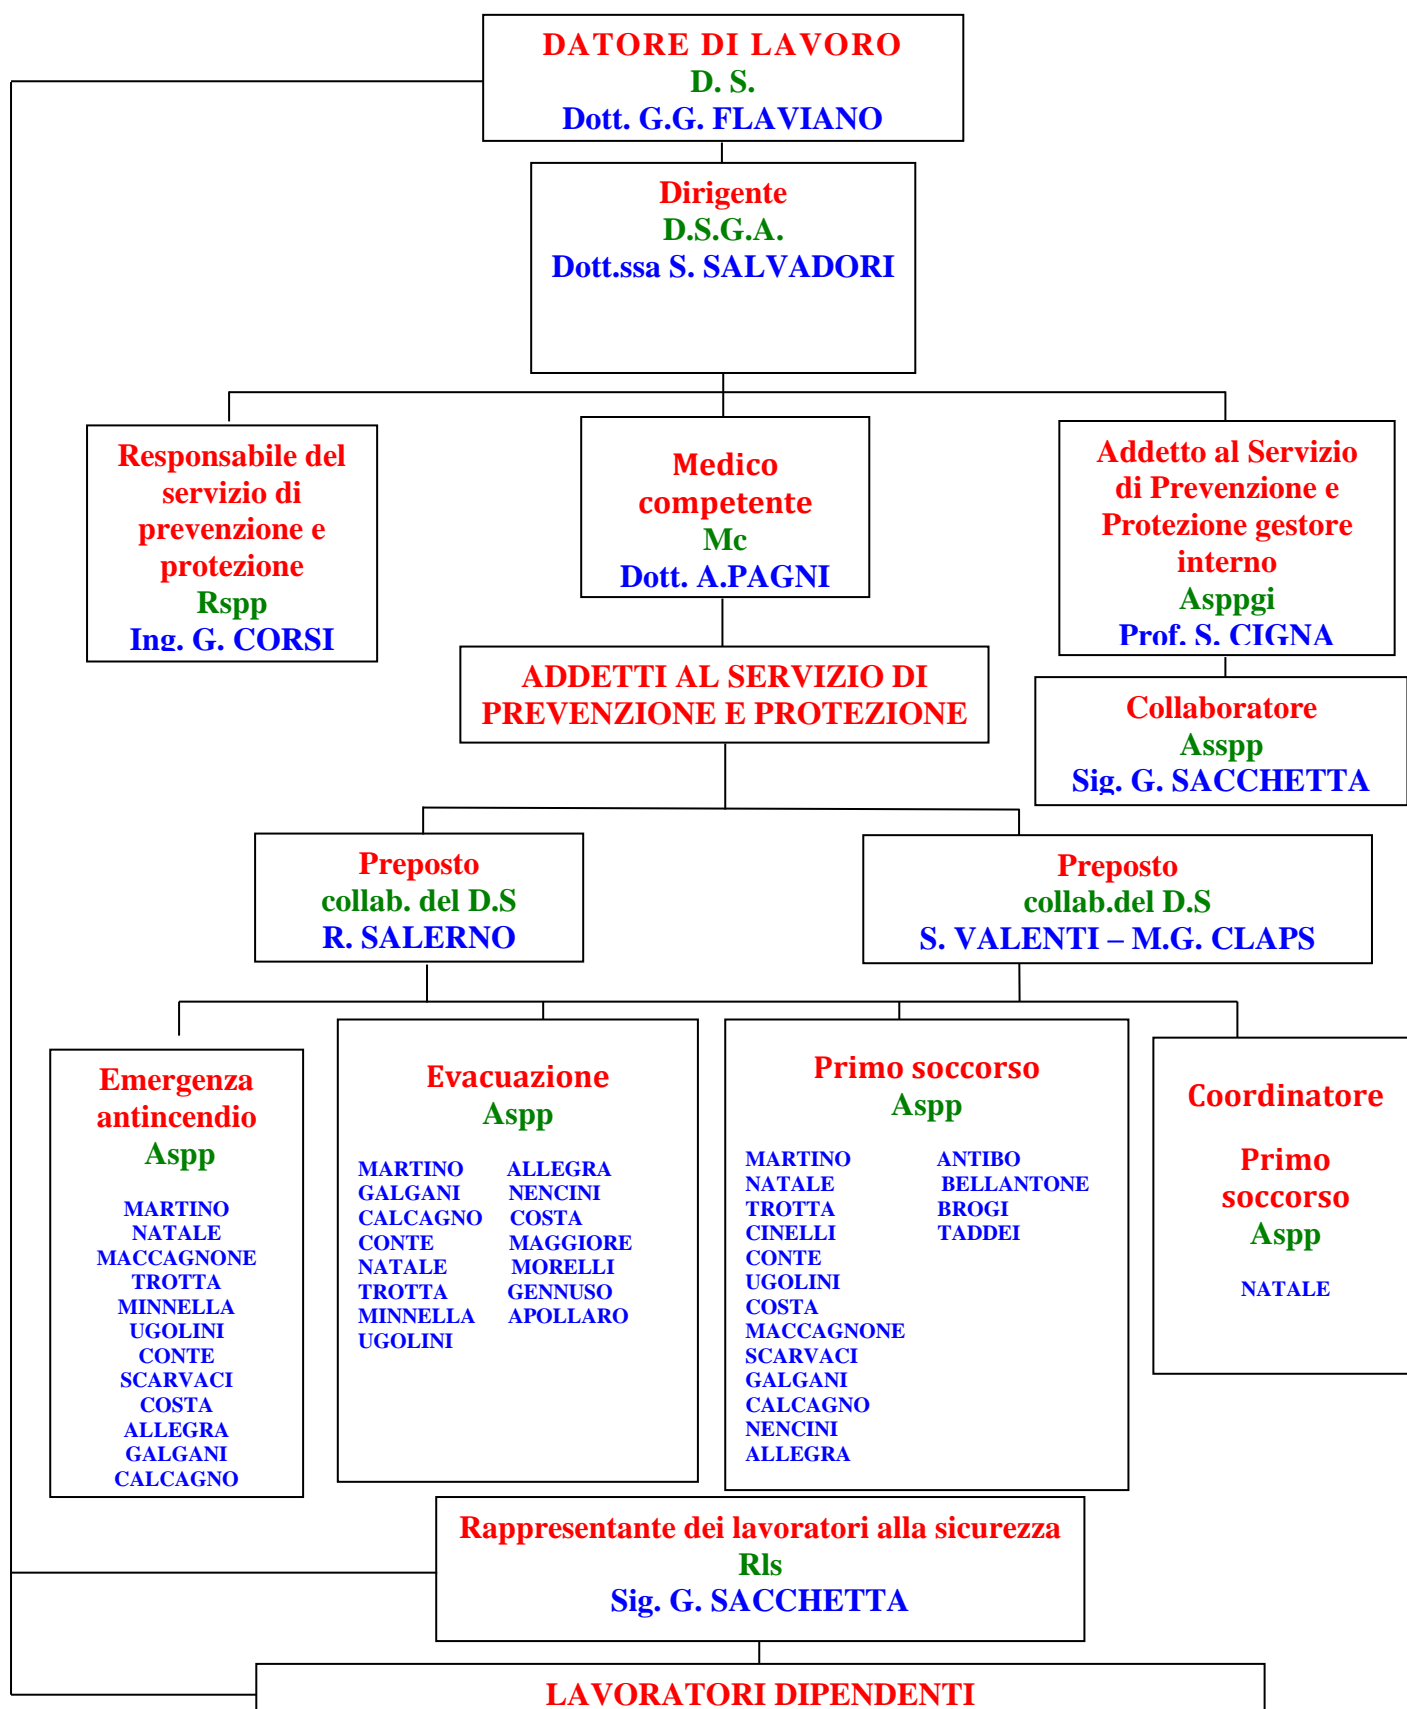 DATORE DI LAVORO
D. S.
Dott. G.G. FLAVIANO
Dirigente
D.S.G.A.
Dott.ssa S. SALVADORI
Responsabile del
servizio di
prevenzione e
protezione
Rspp
Ing. G. CORSI
Medico
competente
Mc
Dott. A.PAGNI
Addetto al Servizio
di Prevenzione e
Protezione gestore
interno
Asppgi
Prof. S. CIGNA
ADDETTI AL SERVIZIO DI
PREVENZIONE E PROTEZIONE
Collaboratore
Asspp
Sig. G. SACCHETTA
Preposto
collab. del D.S
R. SALERNO
Preposto
collab.del D.S
S. VALENTI – M.G. CLAPS
Emergenza
antincendio
Aspp
MARTINO
NATALE
MACCAGNONE
TROTTA
MINNELLA
UGOLINI
CONTE
SCARVACI
COSTA
ALLEGRA
GALGANI
CALCAGNO
Evacuazione
Aspp
MARTINO ALLEGRA
GALGANI NENCINI
CALCAGNO COSTA
CONTE MAGGIORE
NATALE MORELLI
TROTTA GENNUSO
MINNELLA APOLLARO
UGOLINI
Primo soccorso
Aspp
MARTINO ANTIBO
NATALE BELLANTONE
TROTTA BROGI
CINELLI TADDEI
CONTE
UGOLINI
COSTA
MACCAGNONE
SCARVACI
GALGANI
CALCAGNO
NENCINI
ALLEGRA
Coordinatore
Primo
soccorso
Aspp
NATALE
Rappresentante dei lavoratori alla sicurezza
Rls
Sig. G. SACCHETTA
LAVORATORI DIPENDENTI